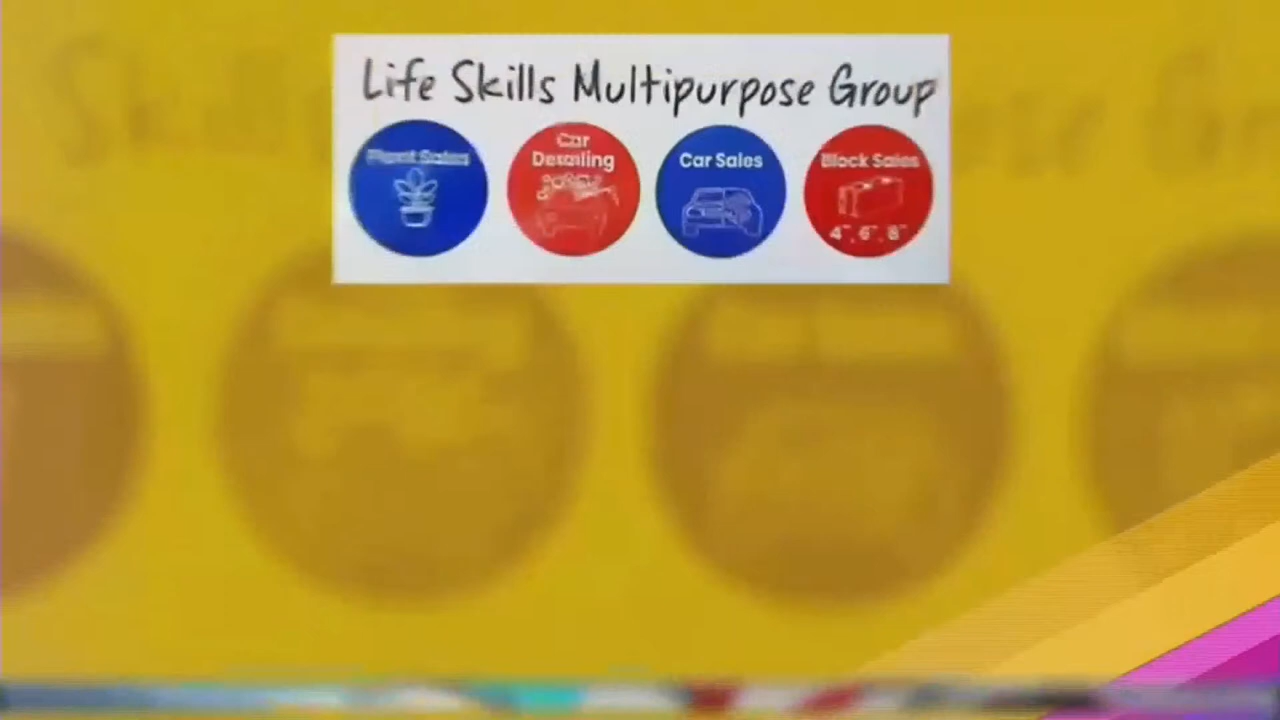 Life Skills Multipurpose Group
Plant Sales
Car
Detailing
Car Sales
Block Sales
4", 6", 8"